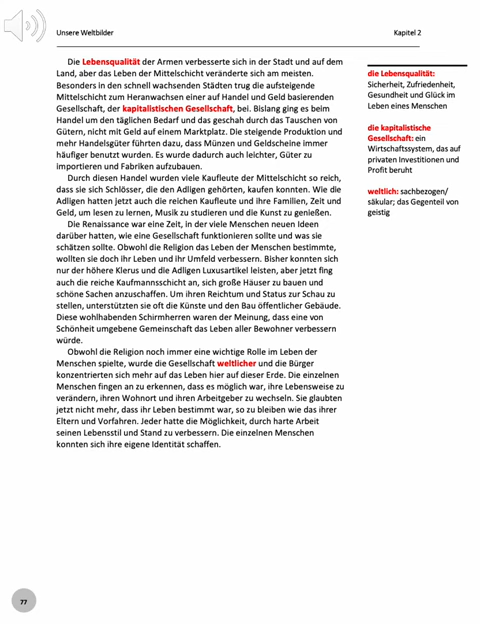 Unsere Weltbilder
Kapitel 2
Die Lebensqualität der Armen verbesserte sich in der Stadt und auf dem
Land, aber das Leben der Mittelschicht veränderte sich am meisten.
Besonders in den schnell wachsenden Städten trug die aufsteigende
Mittelschicht zum Heranwachsen einer auf Handel und Geld basierenden
Gesellschaft, der kapitalistischen Gesellschaft, bei. Bislang ging es beim
Handel um den täglichen Bedarf und das geschah durch das Tauschen von
Gütern, nicht mit Geld auf einem Marktplatz. Die steigende Produktion und
mehr Handelsgüter führten dazu, dass Münzen und Geldscheine immer
häufiger benutzt wurden. Es wurde dadurch auch leichter, Güter zu
importieren und Fabriken aufzubauen.
Durch diesen Handel wurden viele Kaufleute der Mittelschicht so reich,
dass sie sich Schlösser, die den Adligen gehörten, kaufen konnten. Wie die
Adligen hatten jetzt auch die reichen Kaufleute und ihre Familien, Zeit und
Geld, um lesen zu lernen, Musik zu studieren und die Kunst zu genießen.
Die Renaissance war eine Zeit, in der viele Menschen neuen Ideen
darüber hatten, wie eine Gesellschaft funktionieren sollte und was sie
schätzen sollte. Obwohl die Religion das Leben der Menschen bestimmte,
wollten sie doch ihr Leben und ihr Umfeld verbessern. Bisher konnten sich
nur der höhere Klerus und die Adligen Luxusartikel leisten, aber jetzt fing
auch die reiche Kaufmannsschicht an, sich große Häuser zu bauen und
schöne Sachen anzuschaffen. Um ihren Reichtum und Status zur Schau zu
stellen, unterstützten sie oft die Künste und den Bau öffentlicher Gebäude.
Diese wohlhabenden Schirmherren waren der Meinung, dass eine von
Schönheit umgebene Gemeinschaft das Leben aller Bewohner verbessern
würde.
Obwohl die Religion noch immer eine wichtige Rolle im Leben der
Menschen spielte, wurde die Gesellschaft weltlicher und die Bürger
konzentrierten sich mehr auf das Leben hier auf dieser Erde. Die einzelnen
Menschen fingen an zu erkennen, dass es möglich war, ihre Lebensweise zu
verändern, ihren Wohnort und ihren Arbeitgeber zu wechseln. Sie glaubten
jetzt nicht mehr, dass ihr Leben bestimmt war, so zu bleiben wie das ihrer
Eltern und Vorfahren. Jeder hatte die Möglichkeit, durch harte Arbeit
seinen Lebensstil und Stand zu verbessern. Die einzelnen Menschen
konnten sich ihre eigene Identität schaffen.
die Lebensqualität:
Sicherheit, Zufriedenheit,
Gesundheit und Glück im
Leben eines Menschen
die kapitalistische
Gesellschaft: ein
Wirtschaftssystem, das auf
privaten Investitionen und
Profit beruht
weltlich: sachbezogen/
säkular; das Gegenteil von
geistig
77